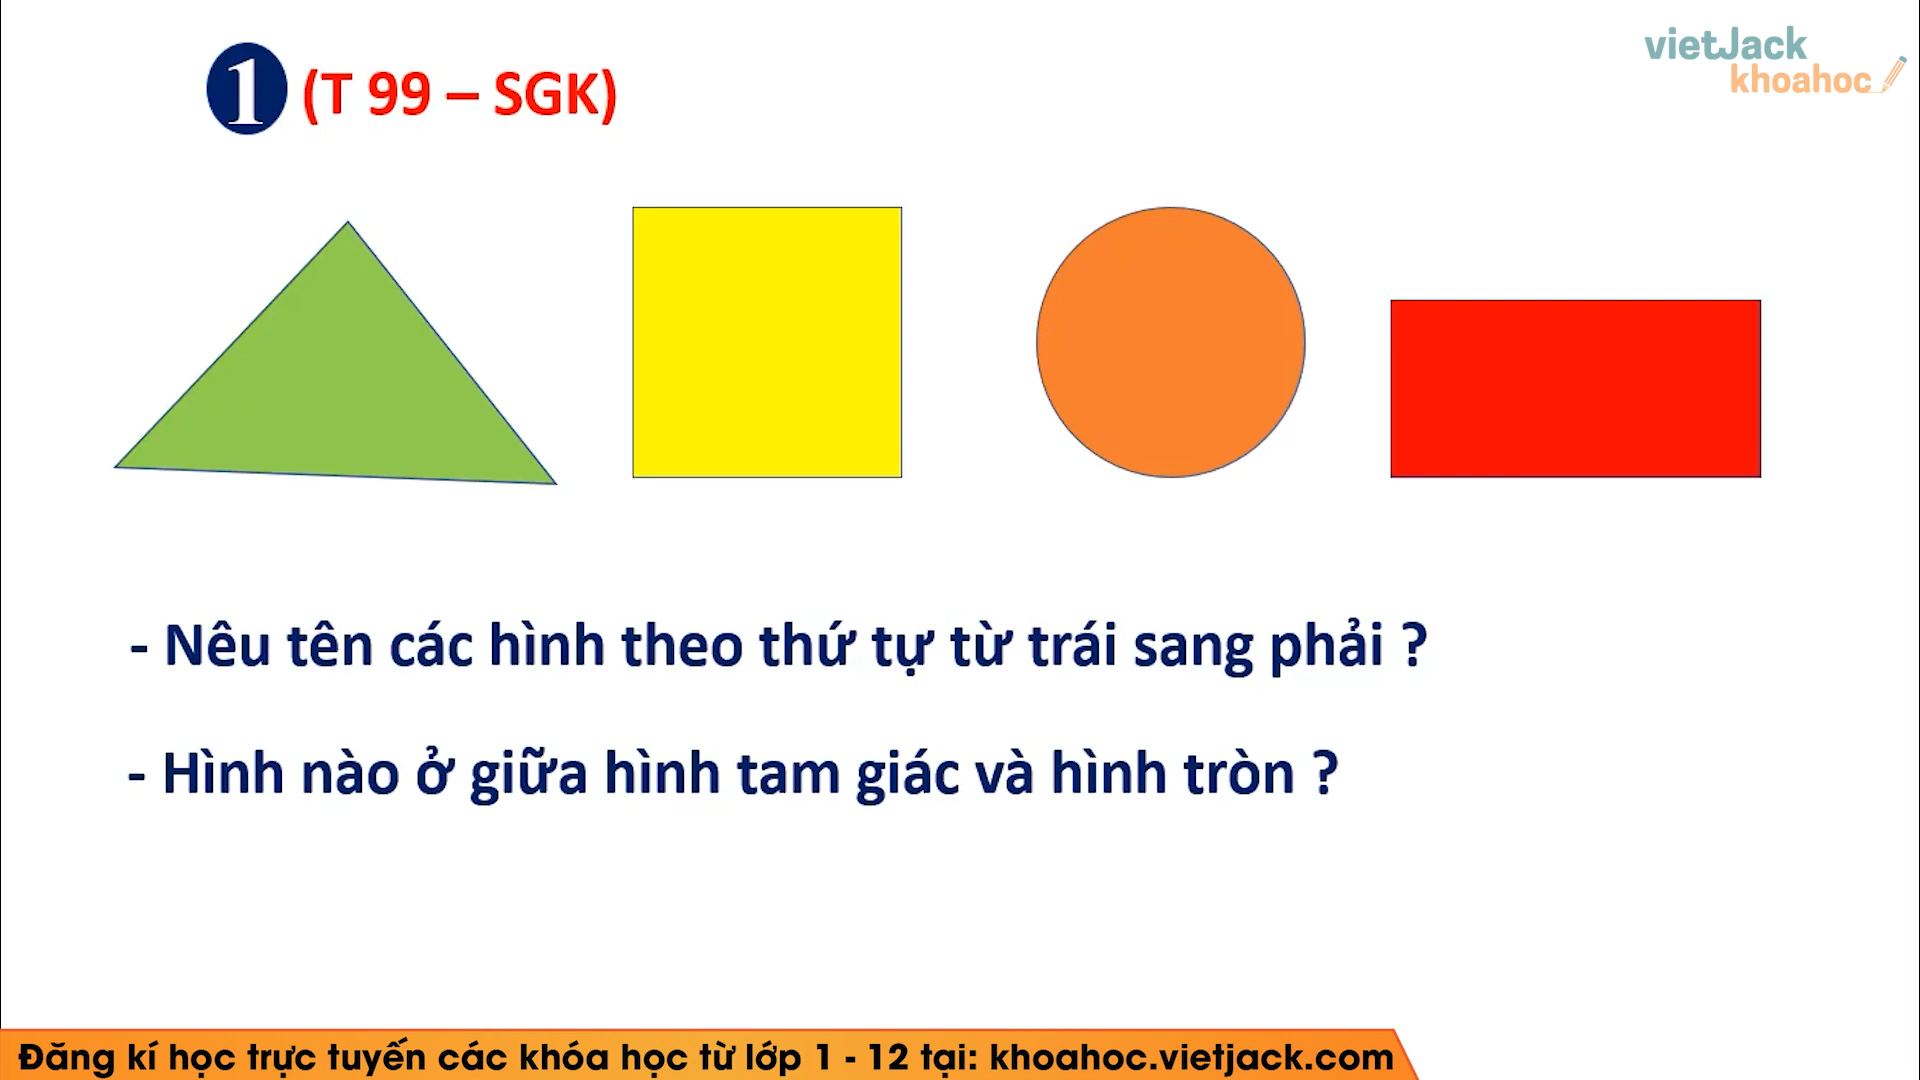 vietJack
khoahoc
1 (T 99 – SGK)
- Nêu tên các hình theo thứ tự từ trái sang phải ?
- Hình nào ở giữa hình tam giác và hình tròn ?
Đăng kí học trực tuyến các khóa học từ lớp 1 - 12 tại: khoahoc.vietjack.com